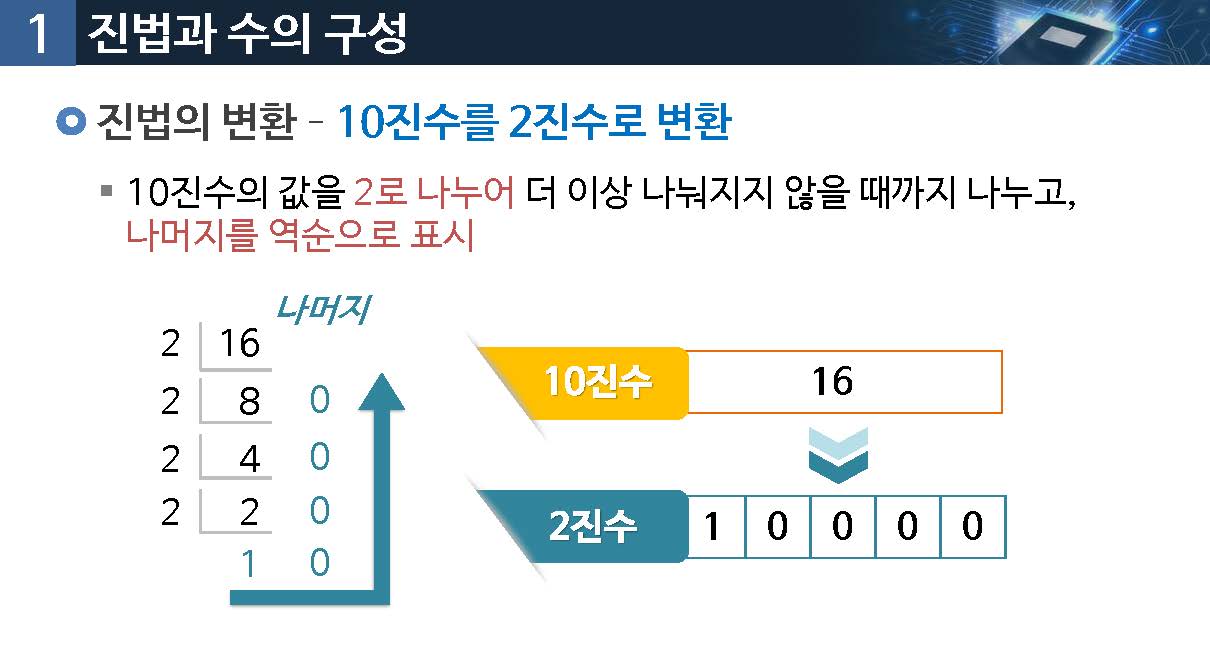 1 진법과 수의 구성
진법의 변환 - 10진수를 2진수로 변환
10진수의 값을 2로 나누어 더 이상 나눠지지 않을 때까지 나누고,
나머지를 역순으로 표시
나머지
2 16
2 8 0
2 4 0
2 2 0
1 0
10진수 16
2진수 1 0 0 0 0